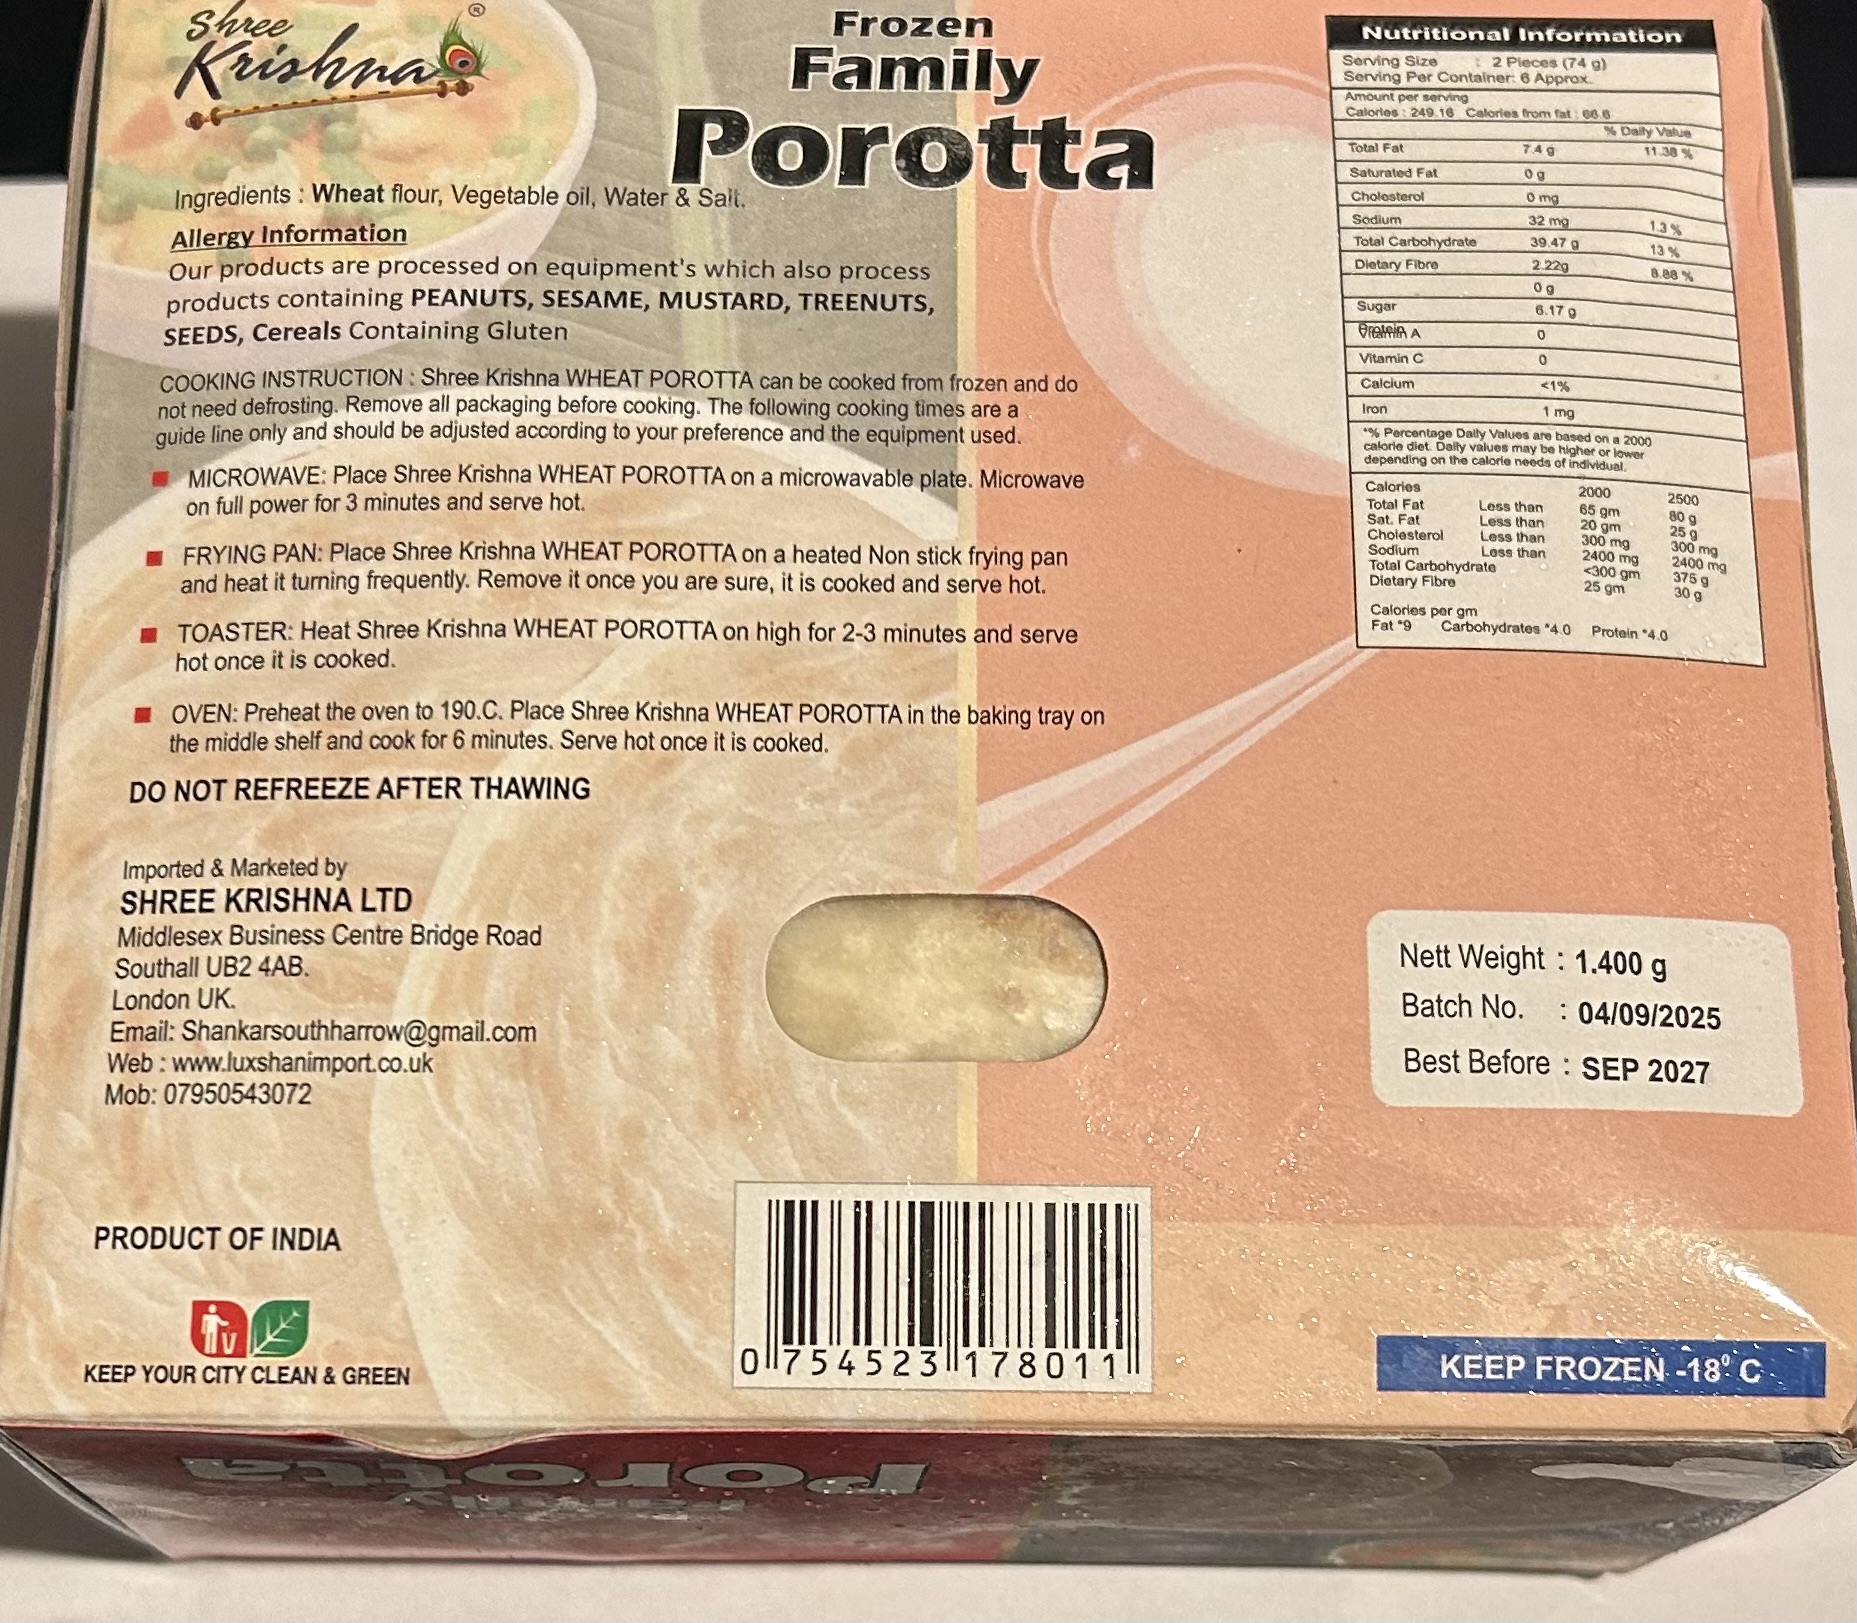 Shree
Krishna ®
Frozen
Family
Porotta
Ingredients : Wheat flour, Vegetable oil, Water & Salt.
Allergy Information
Our products are processed on equipment's which also process
products containing PEANUTS, SESAME, MUSTARD, TREENUTS,
SEEDS, Cereals Containing Gluten
COOKING INSTRUCTION : Shree Krishna WHEAT POROTTA can be cooked from frozen and do
not need defrosting. Remove all packaging before cooking. The following cooking times are a
guide line only and should be adjusted according to your preference and the equipment used.
MICROWAVE: Place Shree Krishna WHEAT POROTTA on a microwavable plate. Microwave
on full power for 3 minutes and serve hot.
FRYING PAN: Place Shree Krishna WHEAT POROTTA on a heated Non stick frying pan
and heat it turning frequently. Remove it once you are sure, it is cooked and serve hot.
TOASTER: Heat Shree Krishna WHEAT POROTTA on high for 2-3 minutes and serve
hot once it is cooked.
OVEN: Preheat the oven to 190.C. Place Shree Krishna WHEAT POROTTA in the baking tray on
the middle shelf and cook for 6 minutes. Serve hot once it is cooked.
DO NOT REFREEZE AFTER THAWING
Imported & Marketed by
SHREE KRISHNA LTD
Middlesex Business Centre Bridge Road
Southall UB2 4AB.
London UK.
Email: Shankarsouthharrow@gmail.com
Web : www.luxshanimport.co.uk
Mob: 07950543072
PRODUCT OF INDIA
KEEP YOUR CITY CLEAN & GREEN
Nutritional Information
Serving Size : 2 Pieces (74 g)
Serving Per Container: 6 Approx.
Amount per serving
Calories : 249.16 Calories from fat : 66.6
% Daily Value
Total Fat 7.4 g 11.38 %
Saturated Fat 0 g
Cholesterol 0 mg
Sodium 32 mg 1.3 %
Total Carbohydrate 39.47 g 13 %
Dietary Fibre 2.22g 8.88 %
0 g
Sugar 6.17 g
Protein
Vitamin A 0
Vitamin C 0
Calcium <1%
Iron 1 mg
*% Percentage Daily Values are based on a 2000
calorie diet. Daily values may be higher or lower
depending on the calorie needs of individual.
Calories 2000 2500
Total Fat Less than 65 gm 80 g
Sat. Fat Less than 20 gm 25 g
Cholesterol Less than 300 mg 300 mg
Sodium Less than 2400 mg 2400 mg
Total Carbohydrate <300 gm 375 g
Dietary Fibre 25 gm 30 g
Calories per gm
Fat *9 Carbohydrates *4.0 Protein *4.0
Nett Weight : 1.400 g
Batch No. : 04/09/2025
Best Before : SEP 2027
0 754523 178011
KEEP FROZEN -18° C
Porotta
Family